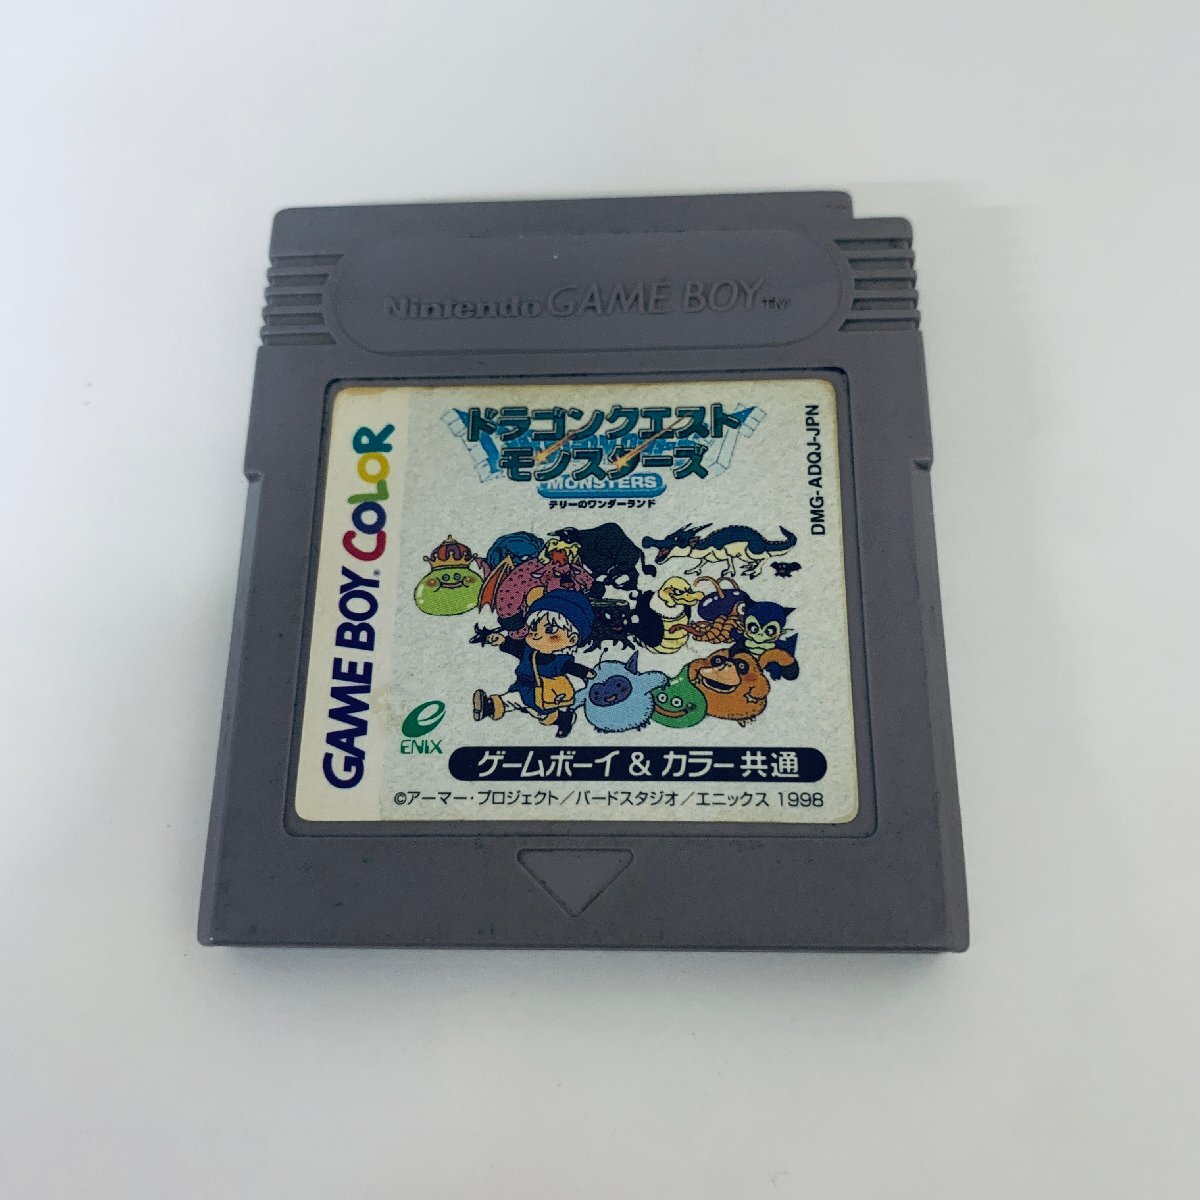 Nintendo GAME BOY TM
ドラゴンクエスト
モンスターズ
MONSTERS
テリーのワンダーランド
DMG-ADQJ-JPN
GAME BOY COLOR
ENIX
ゲームボーイ & カラー共通
©アーマー・プロジェクト/バードスタジオ/エニックス 1998